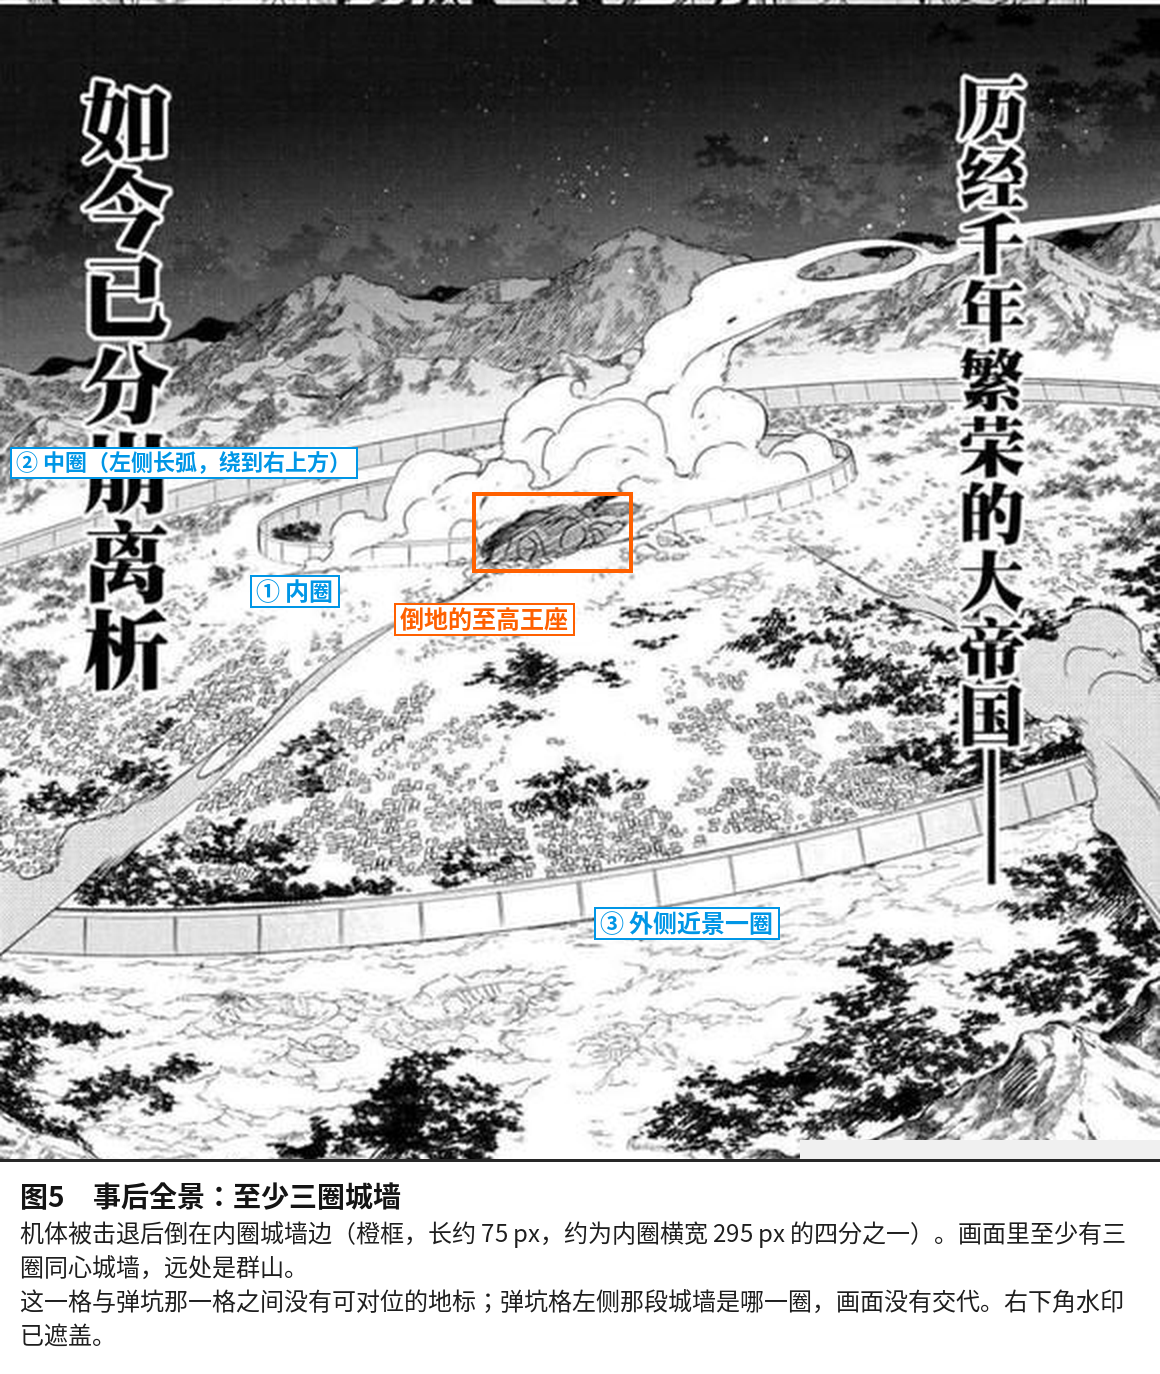 历经千年繁荣的大帝国——
如今已分崩离析
② 中圈（左侧长弧，绕到右上方）
① 内圈
倒地的至高王座
③ 外侧近景一圈
图5　事后全景：至少三圈城墙
机体被击退后倒在内圈城墙边（橙框，长约 75 px，约为内圈横宽 295 px 的四分之一）。画面里至少有三
圈同心城墙，远处是群山。
这一格与弹坑那一格之间没有可对位的地标；弹坑格左侧那段城墙是哪一圈，画面没有交代。右下角水印
已遮盖。